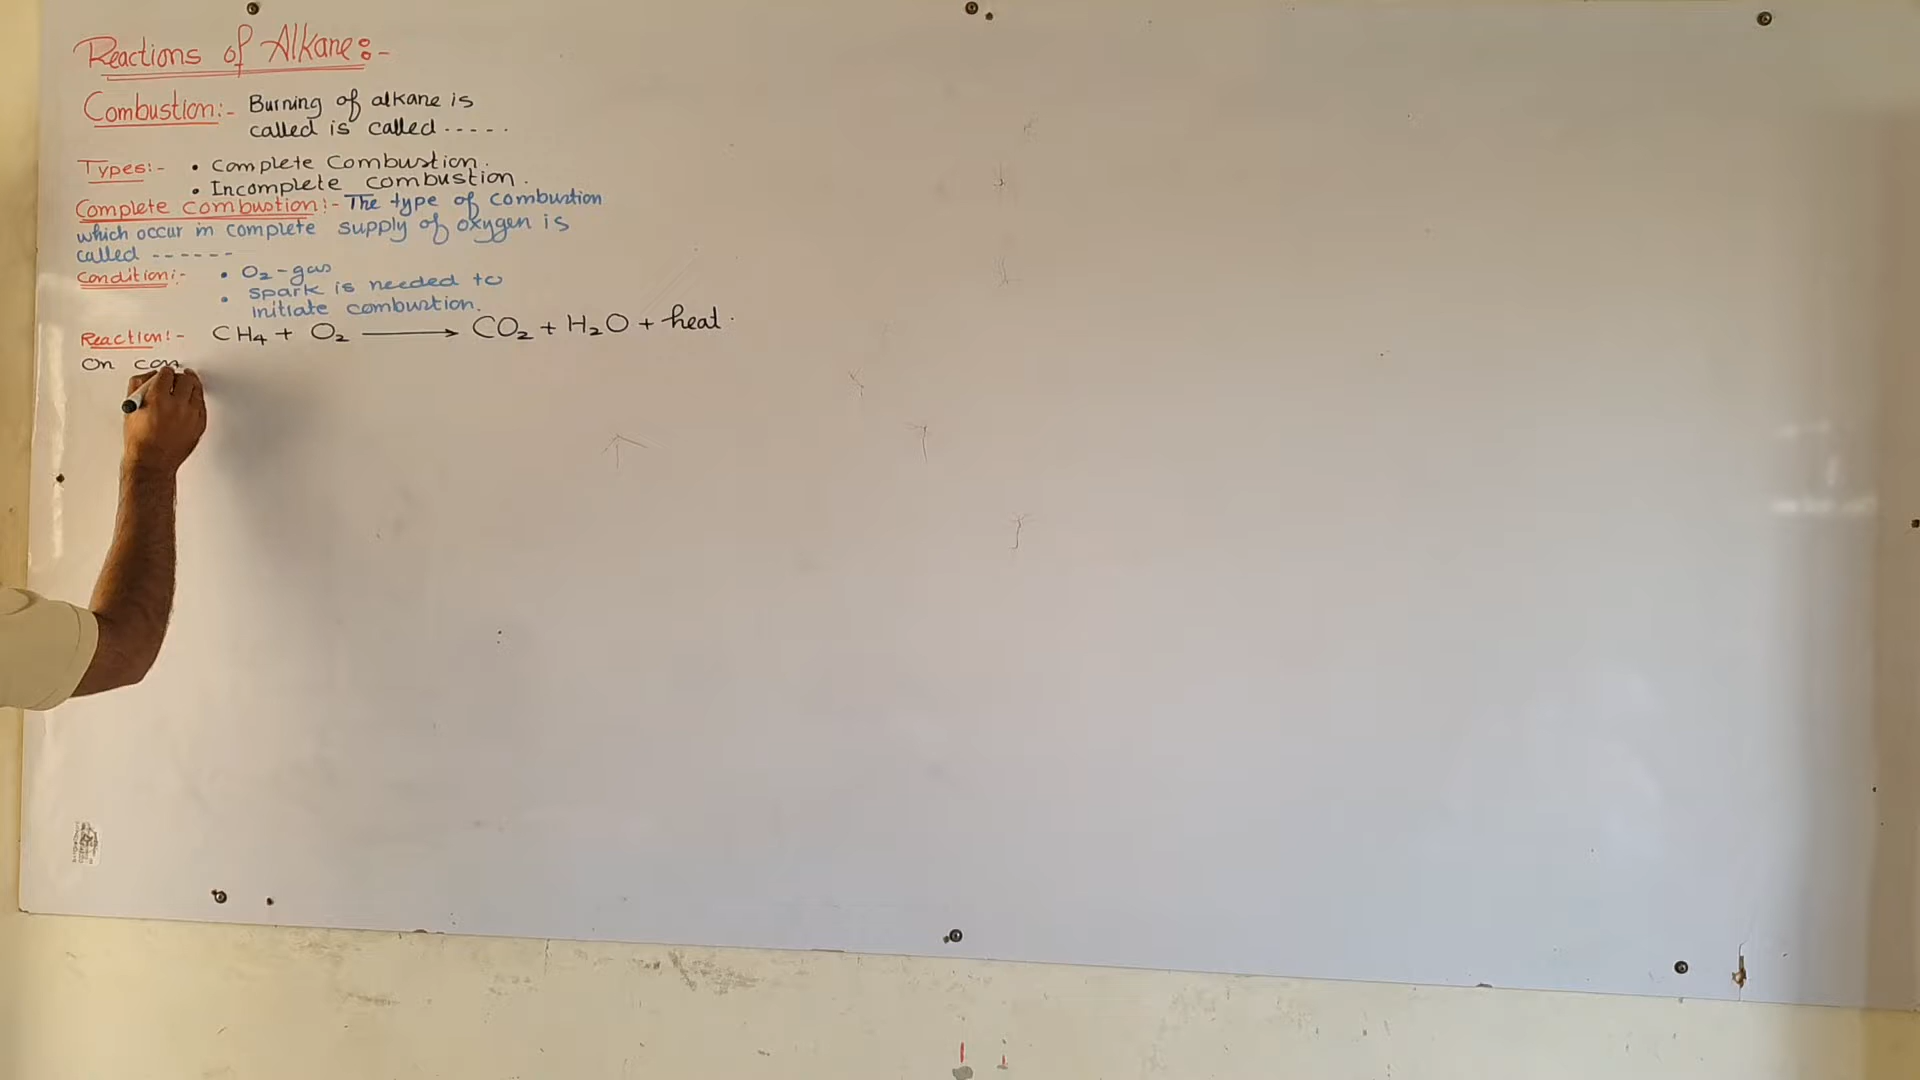 Reactions of Alkane:-
Combustion:- Burning of alkane is
called is called -----
Types:- • Complete Combustion.
• Incomplete combustion.
Complete combustion:- The type of combustion
which occur in complete supply of oxygen is
called ------
Condition:- • O₂-gas
• spark is needed to
initiate combustion.
Reaction:- CH₄ + O₂ ⟶ CO₂ + H₂O + heat.
On com